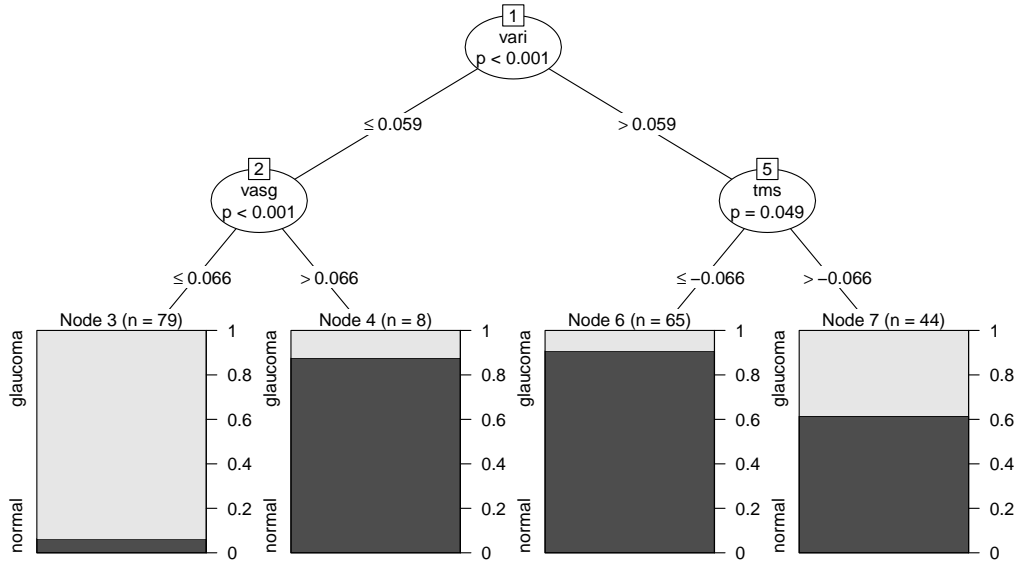 1
vari
p < 0.001
≤ 0.059
> 0.059
2
vasg
p < 0.001
5
tms
p = 0.049
≤ 0.066
> 0.066
≤ −0.066
> −0.066
Node 3 (n = 79)
glaucoma
normal
1
0.8
0.6
0.4
0.2
0
Node 4 (n = 8)
glaucoma
normal
1
0.8
0.6
0.4
0.2
0
Node 6 (n = 65)
glaucoma
normal
1
0.8
0.6
0.4
0.2
0
Node 7 (n = 44)
glaucoma
normal
1
0.8
0.6
0.4
0.2
0